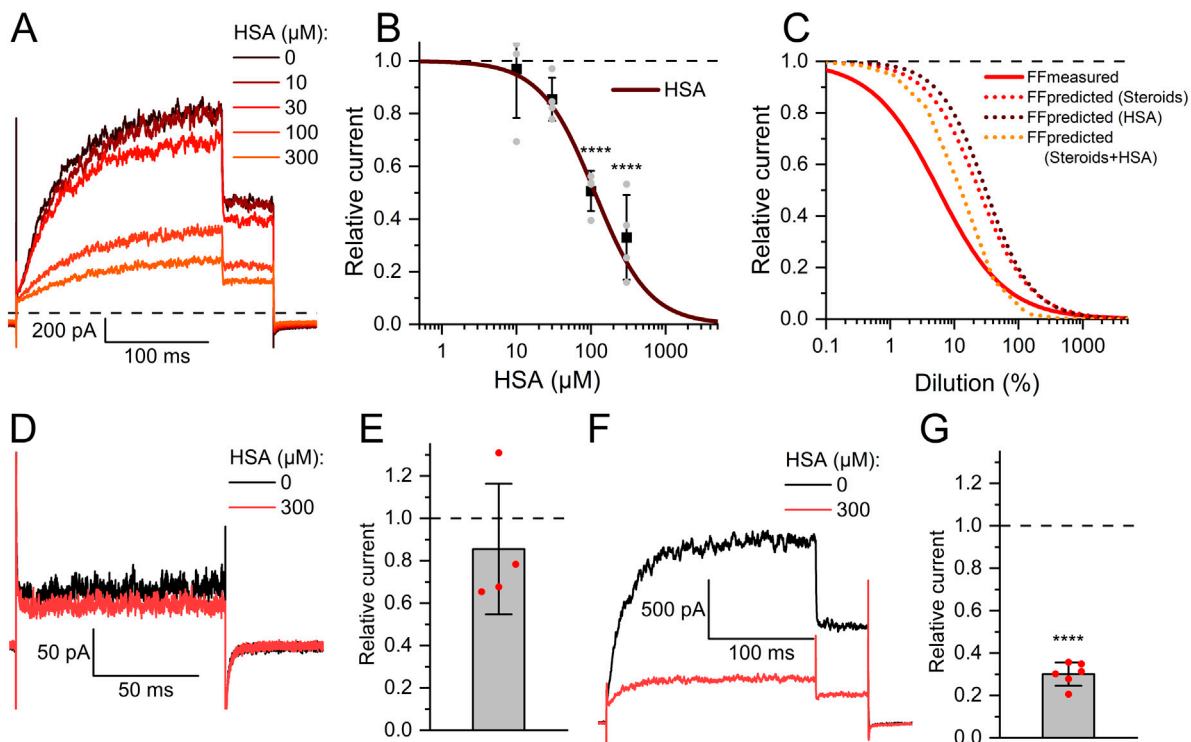 A
HSA (µM):
0
10
30
100
300
200 pA
100 ms
B
Relative current
1.0
0.8
0.6
0.4
0.2
0.0
HSA
****
****
1
10
100
1000
HSA (µM)
C
Relative current
1.0
0.8
0.6
0.4
0.2
0.0
FFmeasured
FFpredicted (Steroids)
FFpredicted (HSA)
FFpredicted
(Steroids+HSA)
0.1
1
10
100
1000
Dilution (%)
D
HSA (µM):
0
300
50 pA
50 ms
E
Relative current
1.2
1.0
0.8
0.6
0.4
0.2
0.0
F
HSA (µM):
0
300
500 pA
100 ms
G
Relative current
1.2
1.0
0.8
0.6
0.4
0.2
0.0
****